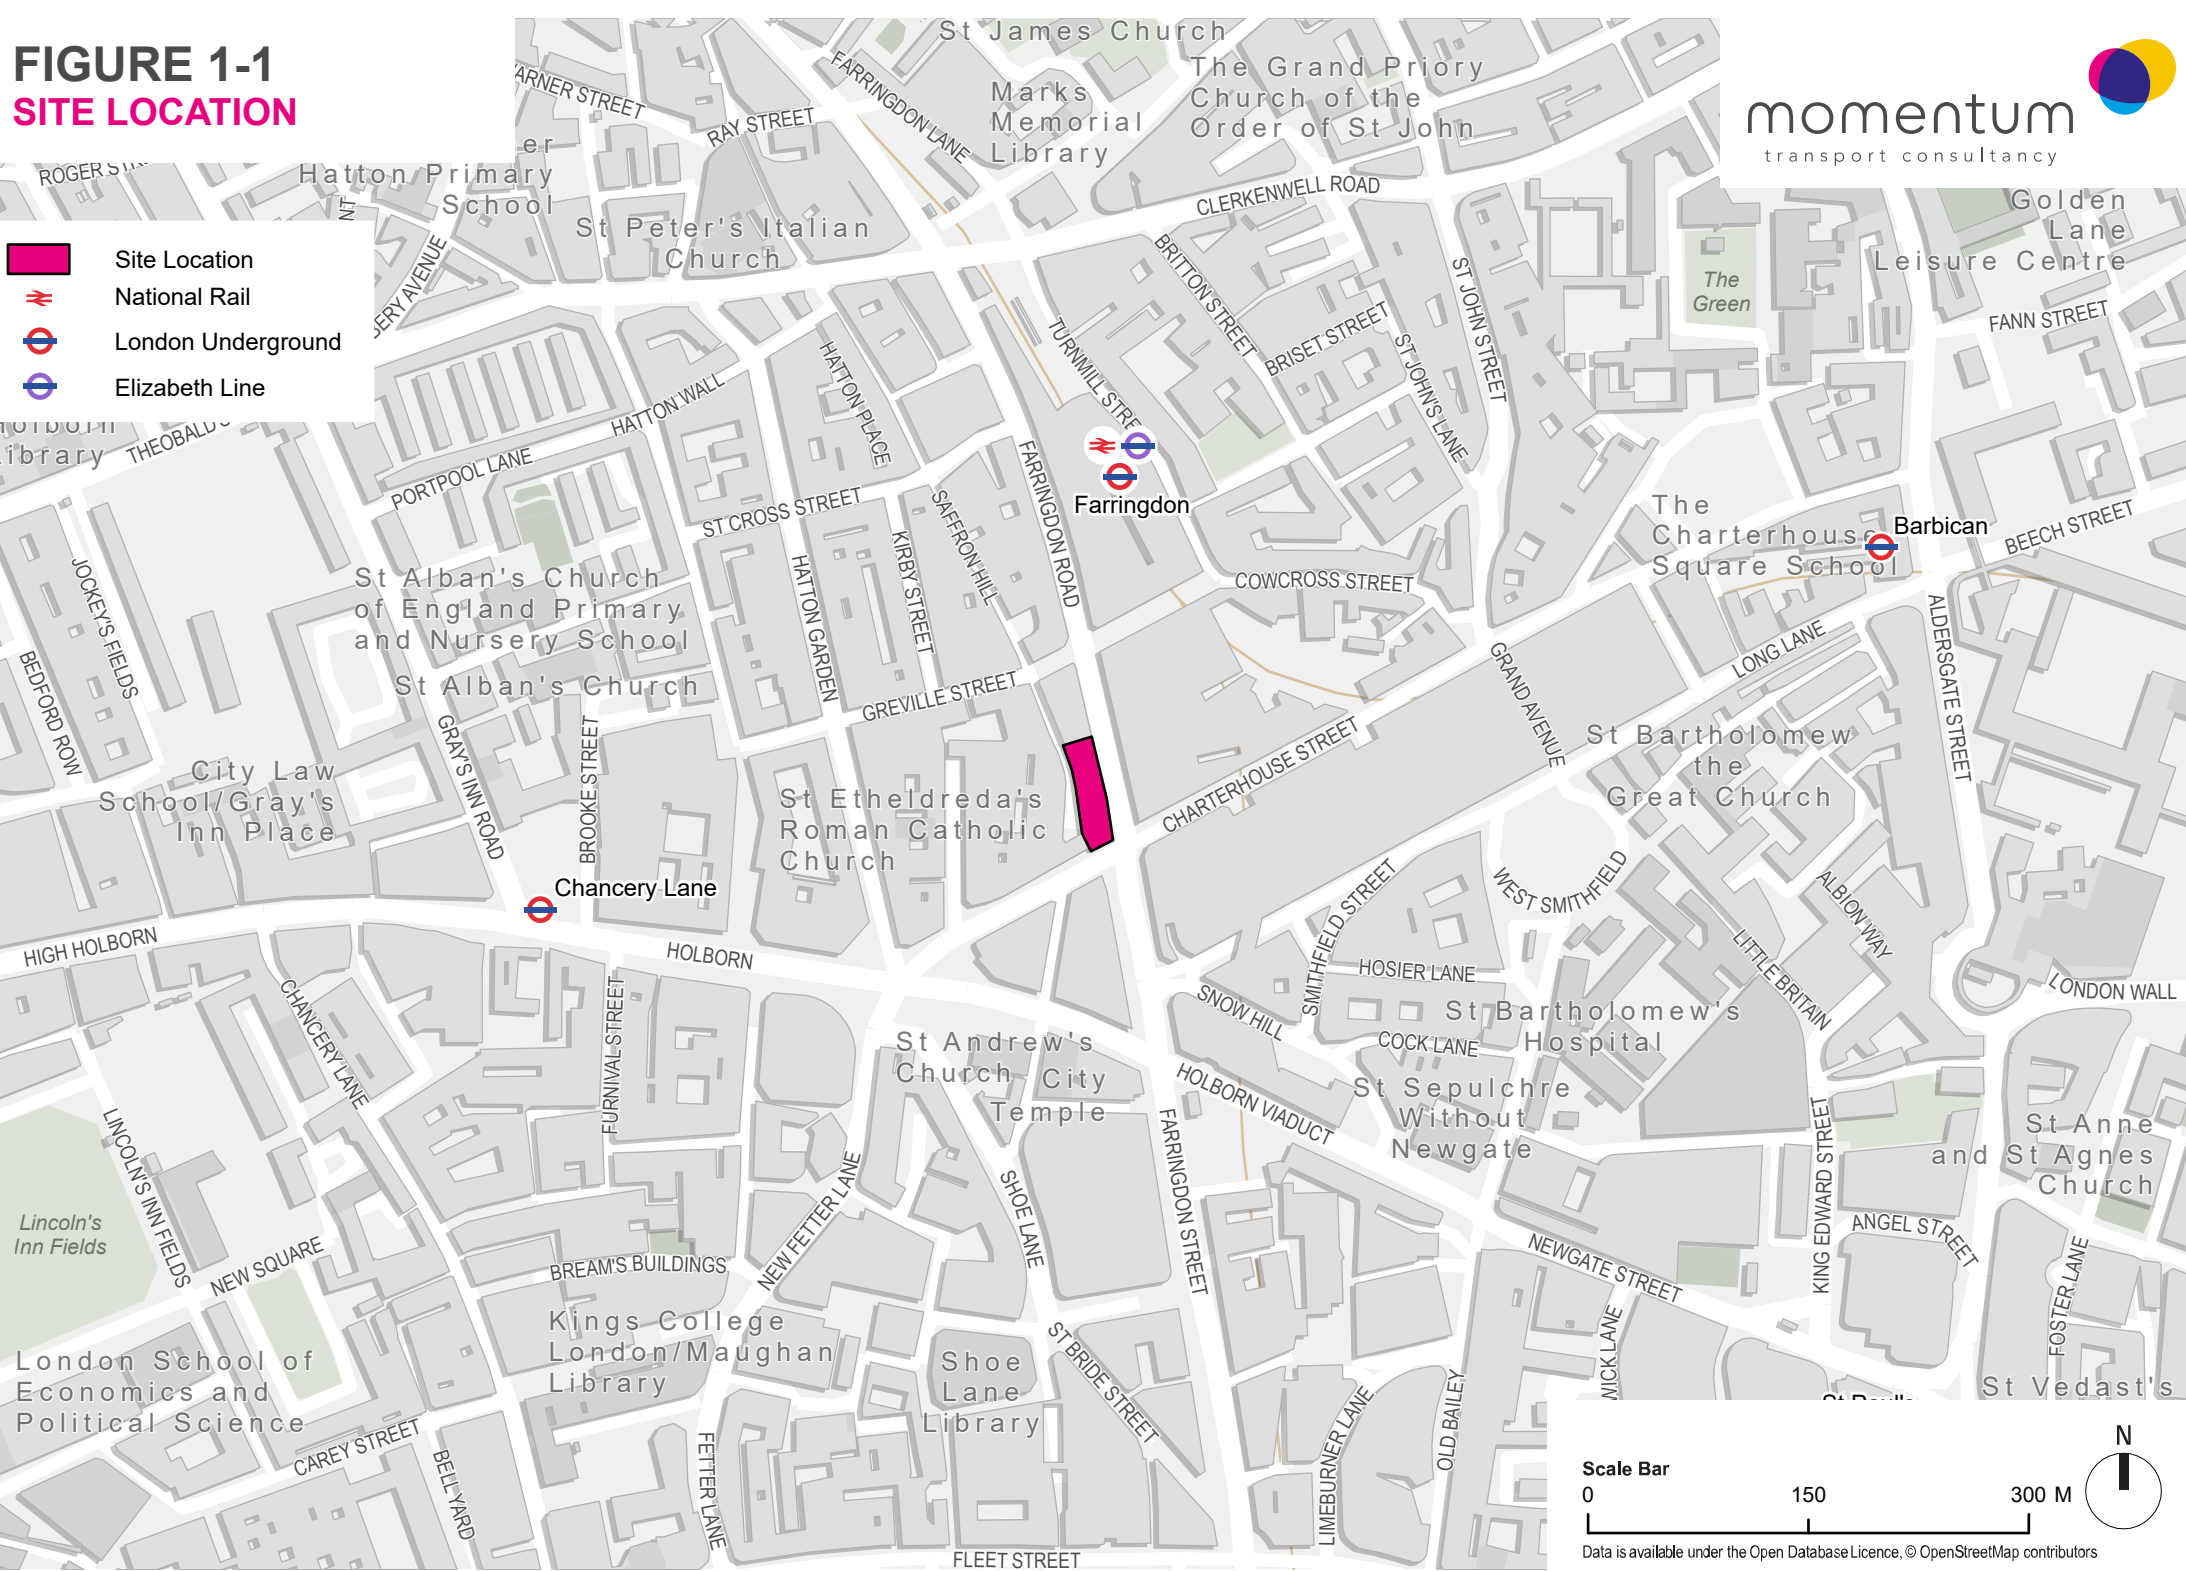 FIGURE 1-1
SITE LOCATION
momentum
transport consultancy
Site Location
National Rail
London Underground
Elizabeth Line
St James Church
The Grand Priory
Church of the
Order of St John
Marks
Memorial
Library
FARRINGDON LANE
RAY STREET
Hatton Primary
School
St Peter's Italian
Church
CLERKENWELL ROAD
Golden
Lane
Leisure Centre
The
Green
FANN STREET
BRITTON STREET
ST JOHN STREET
BRISET STREET
ST JOHN'S LANE
TURNMILL STRE
HATTON PLACE
HATTON WALL
PORTPOOL LANE
ST CROSS STREET
SAFFRON HILL
KIRBY STREET
HATTON GARDEN
FARRINGDON ROAD
Farringdon
COWCROSS STREET
The
Charterhouse
Square School
Barbican
BEECH STREET
JOCKEY'S FIELDS
BEDFORD ROW
St Alban's Church
of England Primary
and Nursery School
St Alban's Church
GREVILLE STREET
GRAND AVENUE
LONG LANE
ALDERSGATE STREET
GRAY'S INN ROAD
BROOKE STREET
City Law
School/Gray's
Inn Place
CHARTERHOUSE STREET
St Bartholomew
the
Great Church
St Etheldreda's
Roman Catholic
Church
Chancery Lane
SMITHFIELD STREET
WEST SMITHFIELD
ALBION WAY
LITTLE BRITAIN
HIGH HOLBORN
HOLBORN
HOSIER LANE
SNOW HILL
COCK LANE
LONDON WALL
CHANCERY LANE
FURNIVAL STREET
St Bartholomew's
Hospital
St Andrew's
Church
City
Temple
HOLBORN VIADUCT
St Sepulchre
Without
Newgate
LINCOLN'S INN FIELDS
Lincoln's
Inn Fields
NEW SQUARE
BREAM'S BUILDINGS
NEW FETTER LANE
SHOE LANE
FARRINGDON STREET
KING EDWARD STREET
St Anne
and St Agnes
Church
ANGEL STREET
NEWGATE STREET
FOSTER LANE
Kings College
London/Maughan
Library
London School of
Economics and
Political Science
Shoe
Lane
Library
ST BRIDE STREET
St Vedast's
CAREY STREET
BELL YARD
FETTER LANE
LIMEBURNER LANE
OLD BAILEY
FLEET STREET
Scale Bar
0 150 300 M
N
Data is available under the Open Database Licence, © OpenStreetMap contributors